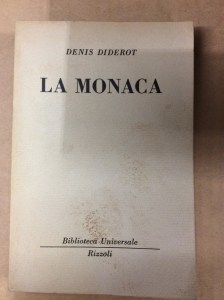 DENIS DIDEROT
LA MONACA
Biblioteca Universale
Rizzoli